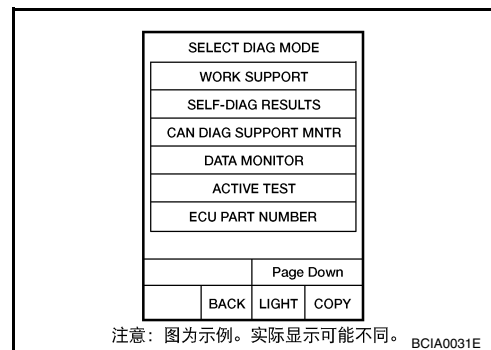 SELECT DIAG MODE
WORK SUPPORT
SELF-DIAG RESULTS
CAN DIAG SUPPORT MNTR
DATA MONITOR
ACTIVE TEST
ECU PART NUMBER
Page Down
BACK LIGHT COPY
注意：图为示例。实际显示可能不同。 BCIA0031E